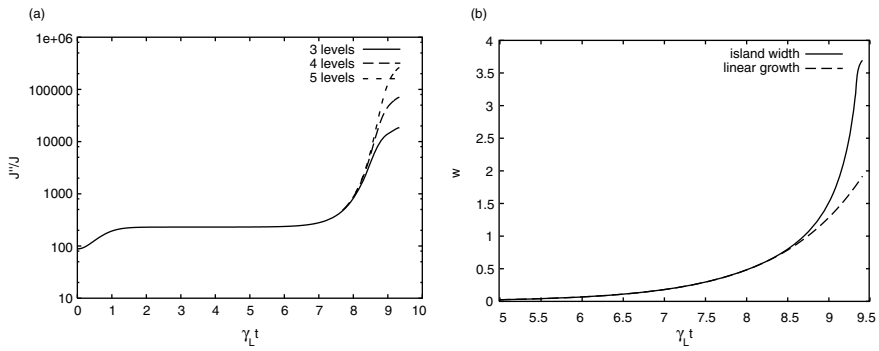 (a)
1e+06
100000
10000
1000
100
10
J''/J
3 levels
4 levels
5 levels
0 1 2 3 4 5 6 7 8 9 10
γ_L t
(b)
4
3.5
3
2.5
2
1.5
1
0.5
0
w
island width
linear growth
5 5.5 6 6.5 7 7.5 8 8.5 9 9.5
γ_L t